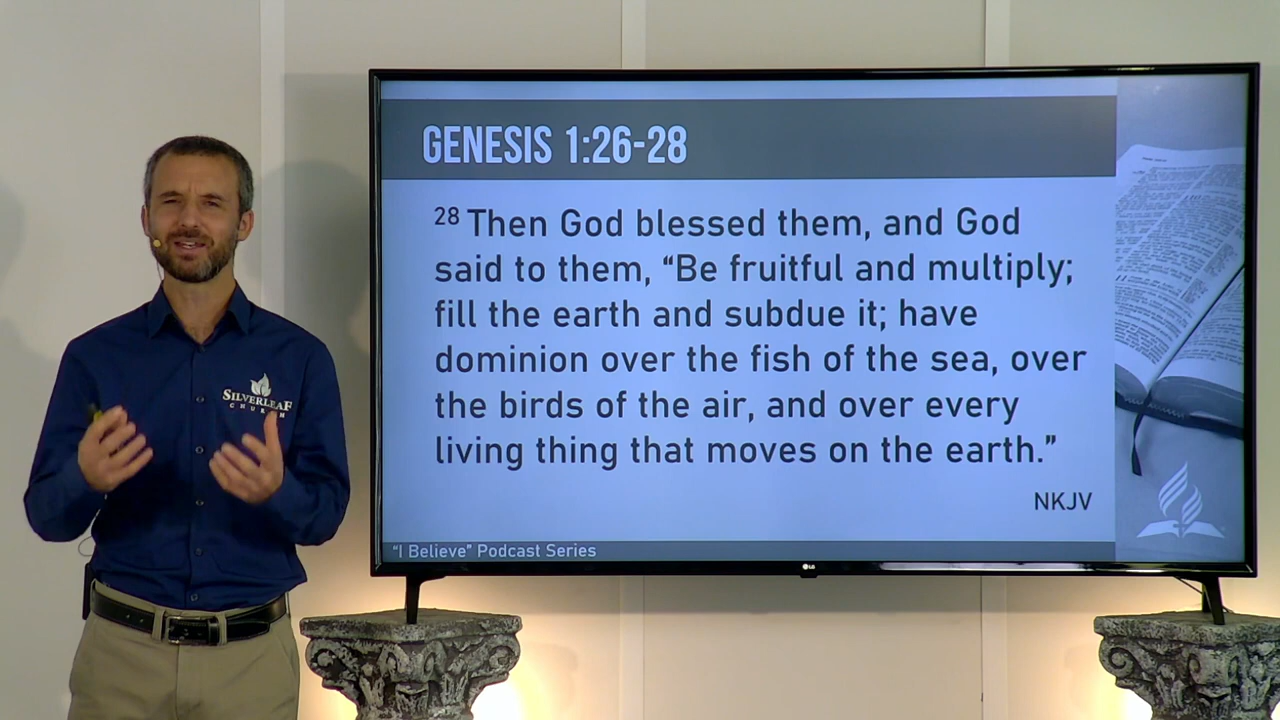 GENESIS 1:26-28
28 Then God blessed them, and God
said to them, “Be fruitful and multiply;
fill the earth and subdue it; have
dominion over the fish of the sea, over
the birds of the air, and over every
living thing that moves on the earth.”
NKJV
“I Believe” Podcast Series
LG
SILVERLEAF
CHURCH